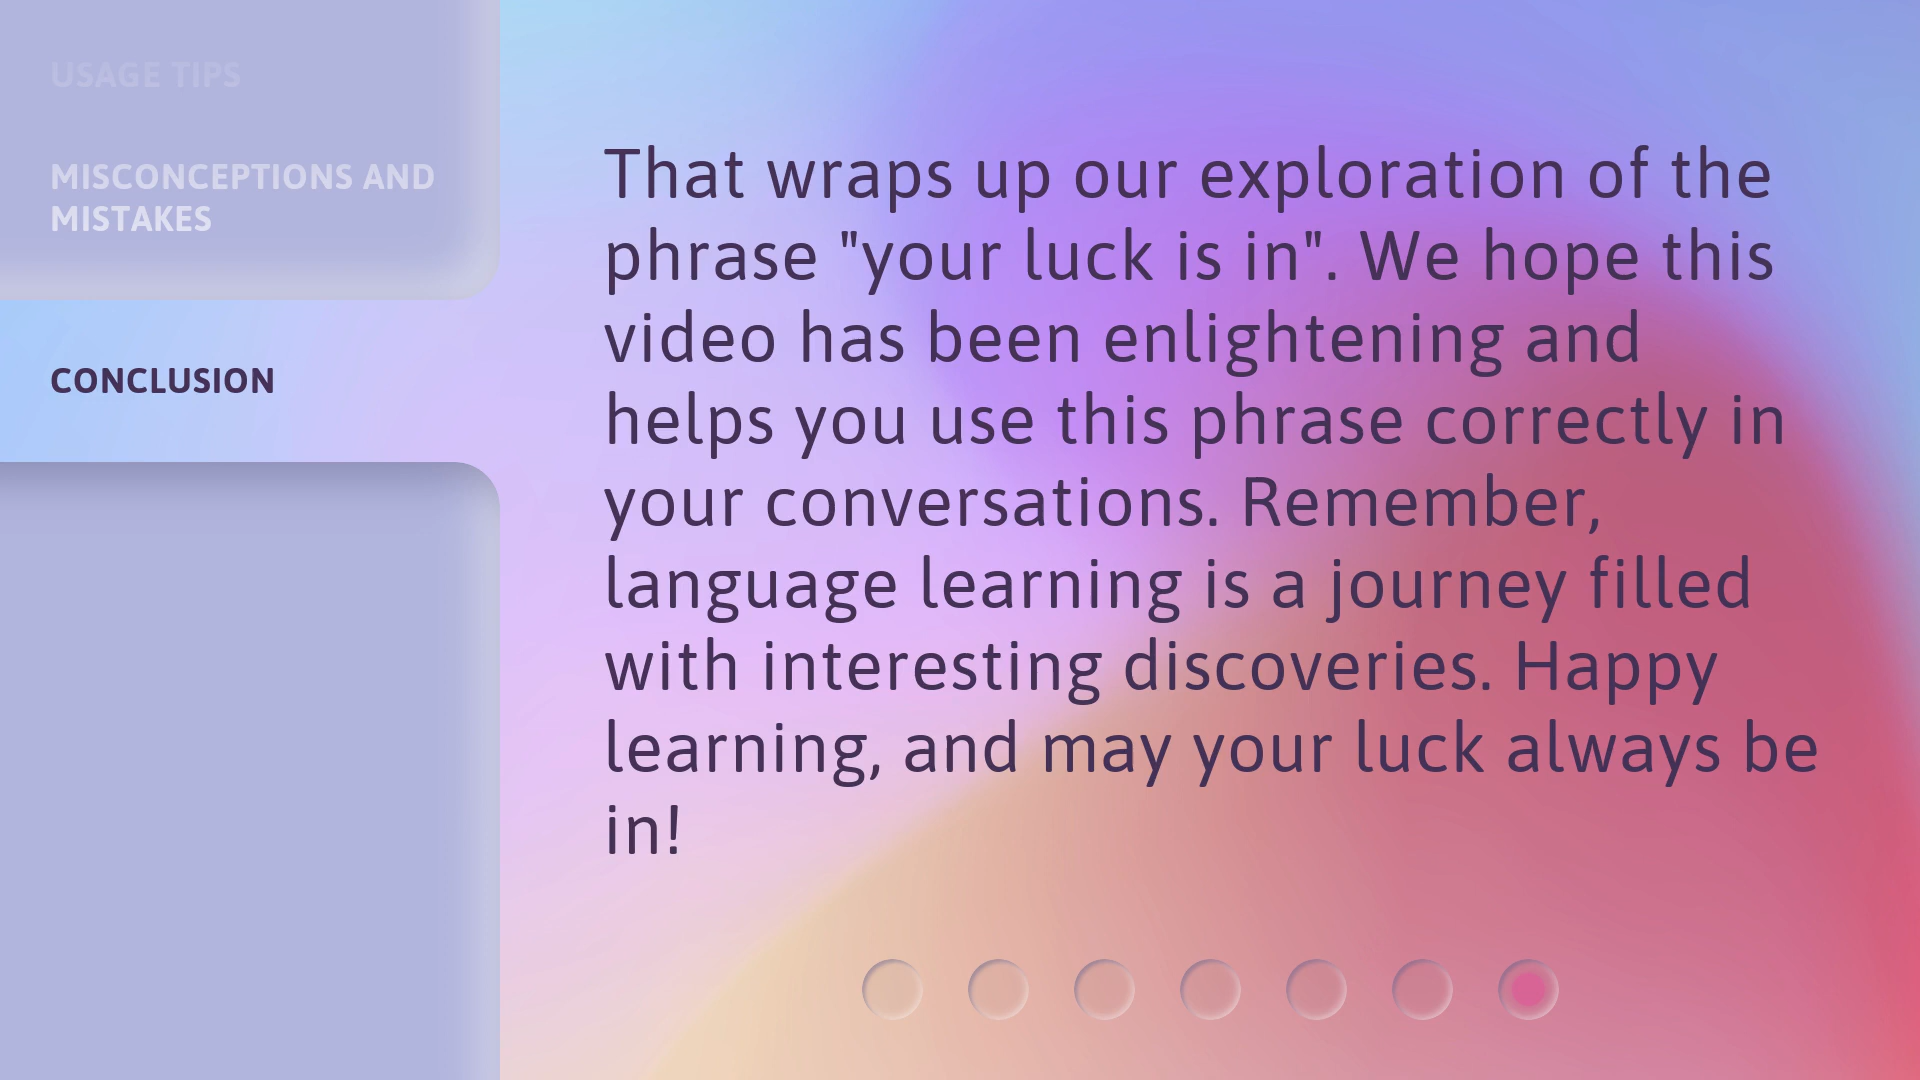 USAGE TIPS
MISCONCEPTIONS AND
MISTAKES
CONCLUSION
That wraps up our exploration of the
phrase "your luck is in". We hope this
video has been enlightening and
helps you use this phrase correctly in
your conversations. Remember,
language learning is a journey filled
with interesting discoveries. Happy
learning, and may your luck always be
in!